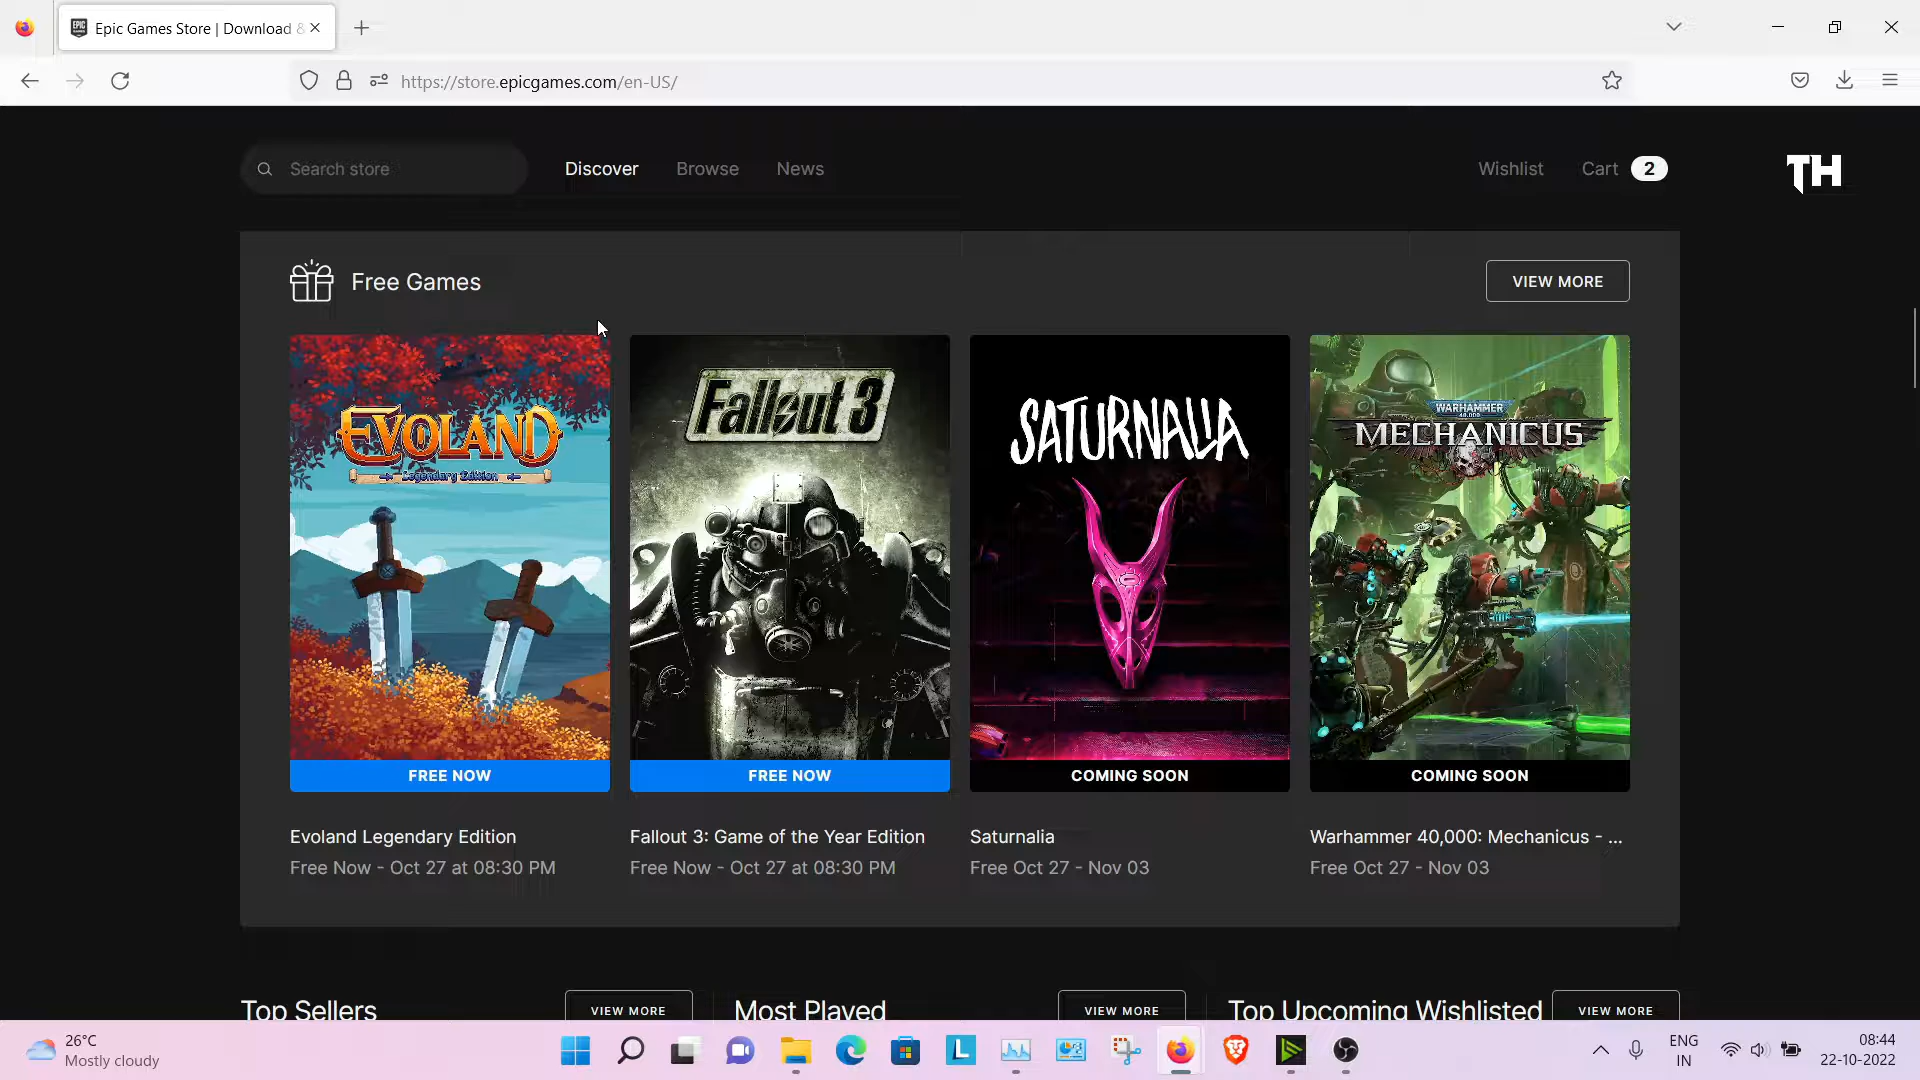 Epic Games Store | Download &
https://store.epicgames.com/en-US/
Search store
Discover
Browse
News
Wishlist
Cart
2
TH
Free Games
VIEW MORE
EVOLAND
Legendary Edition
Fallout 3
SATURNALIA
WARHAMMER
40,000
MECHANICUS
FREE NOW
FREE NOW
COMING SOON
COMING SOON
Evoland Legendary Edition
Free Now - Oct 27 at 08:30 PM
Fallout 3: Game of the Year Edition
Free Now - Oct 27 at 08:30 PM
Saturnalia
Free Oct 27 - Nov 03
Warhammer 40,000: Mechanicus - ...
Free Oct 27 - Nov 03
Top Sellers
VIEW MORE
Most Played
VIEW MORE
Top Upcoming Wishlisted
VIEW MORE
26°C
Mostly cloudy
L
ENG
IN
08:44
22-10-2022